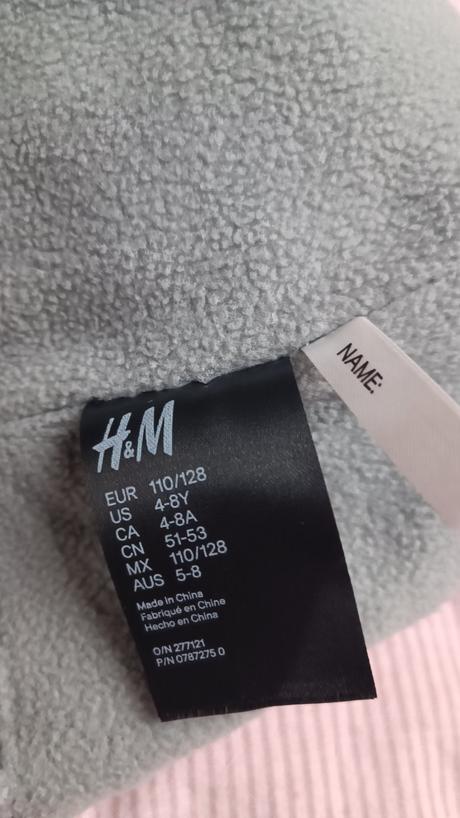 H&M
EUR 110/128
US 4-8Y
CA 4-8A
CN 51-53
MX 110/128
AUS 5-8
Made in China
Fabriqué en Chine
Hecho en China
O/N 277121
P/N 0787275 0
NAME: